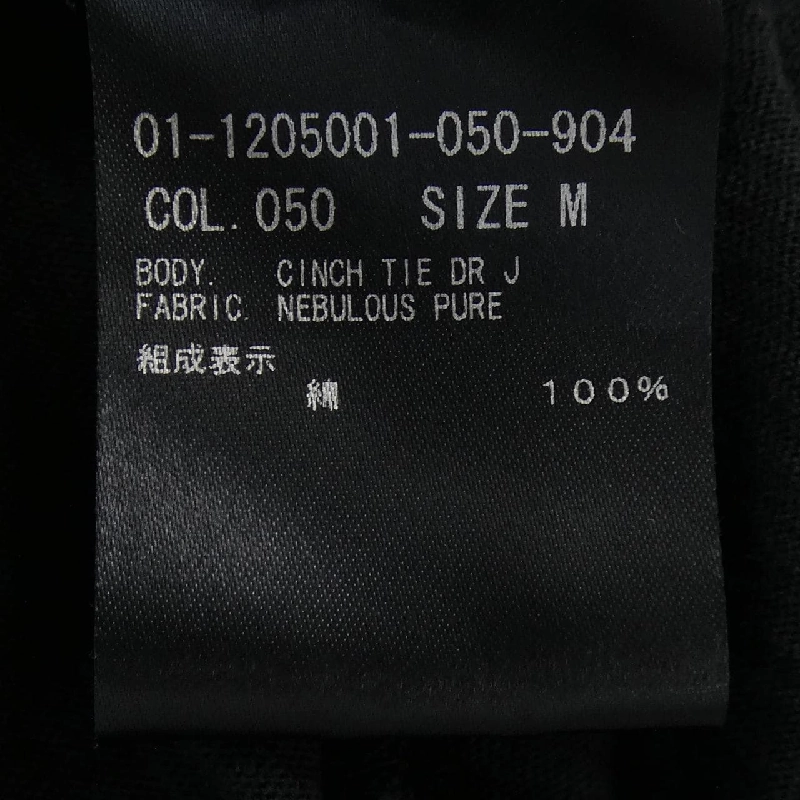 01-1205001-050-904
COL. 050 SIZE M
BODY. CINCH TIE DR J
FABRIC. NEBULOUS PURE
組成表示
綿 100%